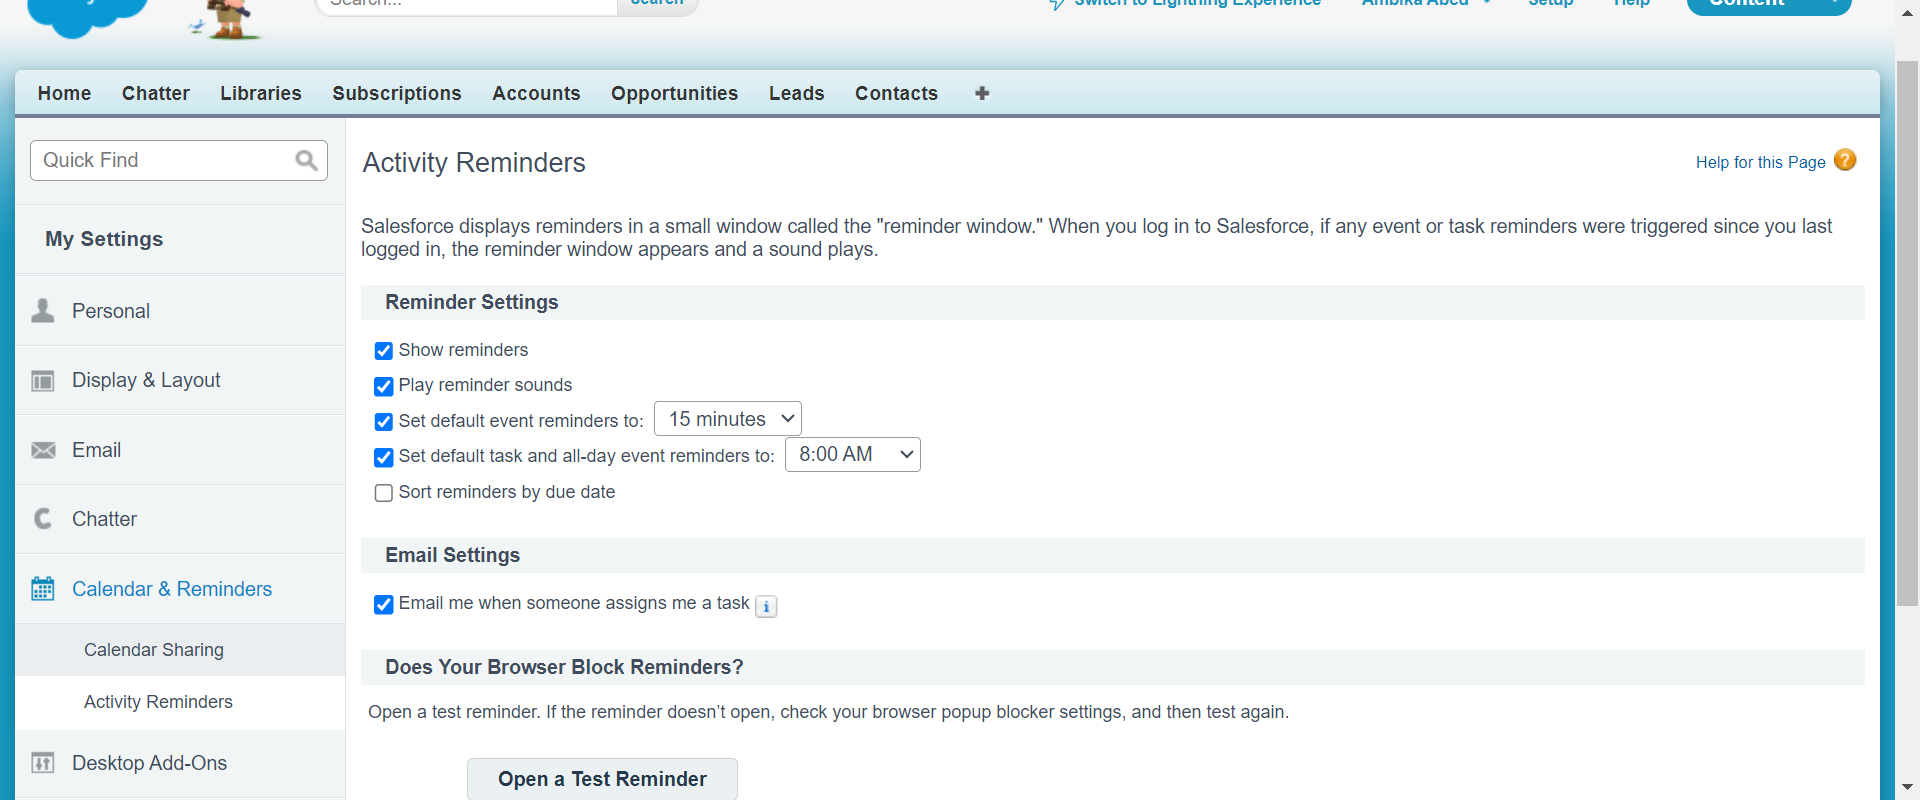 Search...
Search
Switch to Lightning Experience
Ambika Abcd
Setup
Help
Content
Home Chatter Libraries Subscriptions Accounts Opportunities Leads Contacts
Quick Find
My Settings
Personal
Display & Layout
Email
Chatter
Calendar & Reminders
Calendar Sharing
Activity Reminders
Desktop Add-Ons
Activity Reminders
Help for this Page ?
Salesforce displays reminders in a small window called the "reminder window." When you log in to Salesforce, if any event or task reminders were triggered since you last
logged in, the reminder window appears and a sound plays.
Reminder Settings
Show reminders
Play reminder sounds
Set default event reminders to: 15 minutes
Set default task and all-day event reminders to: 8:00 AM
Sort reminders by due date
Email Settings
Email me when someone assigns me a task i
Does Your Browser Block Reminders?
Open a test reminder. If the reminder doesn't open, check your browser popup blocker settings, and then test again.
Open a Test Reminder